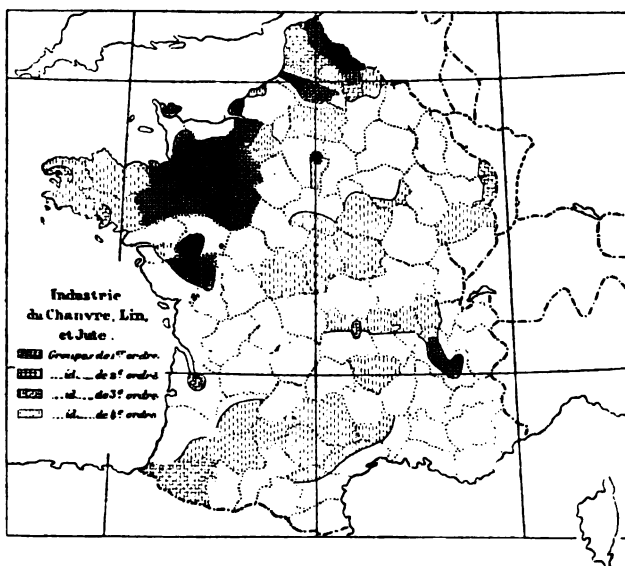 Industrie
du Chanvre, Lin,
et Jute.
Groupes de 1er ordre.
...id.... de 2e ordre
...id.... de 3e ordre.
...id.... de 4e ordre.